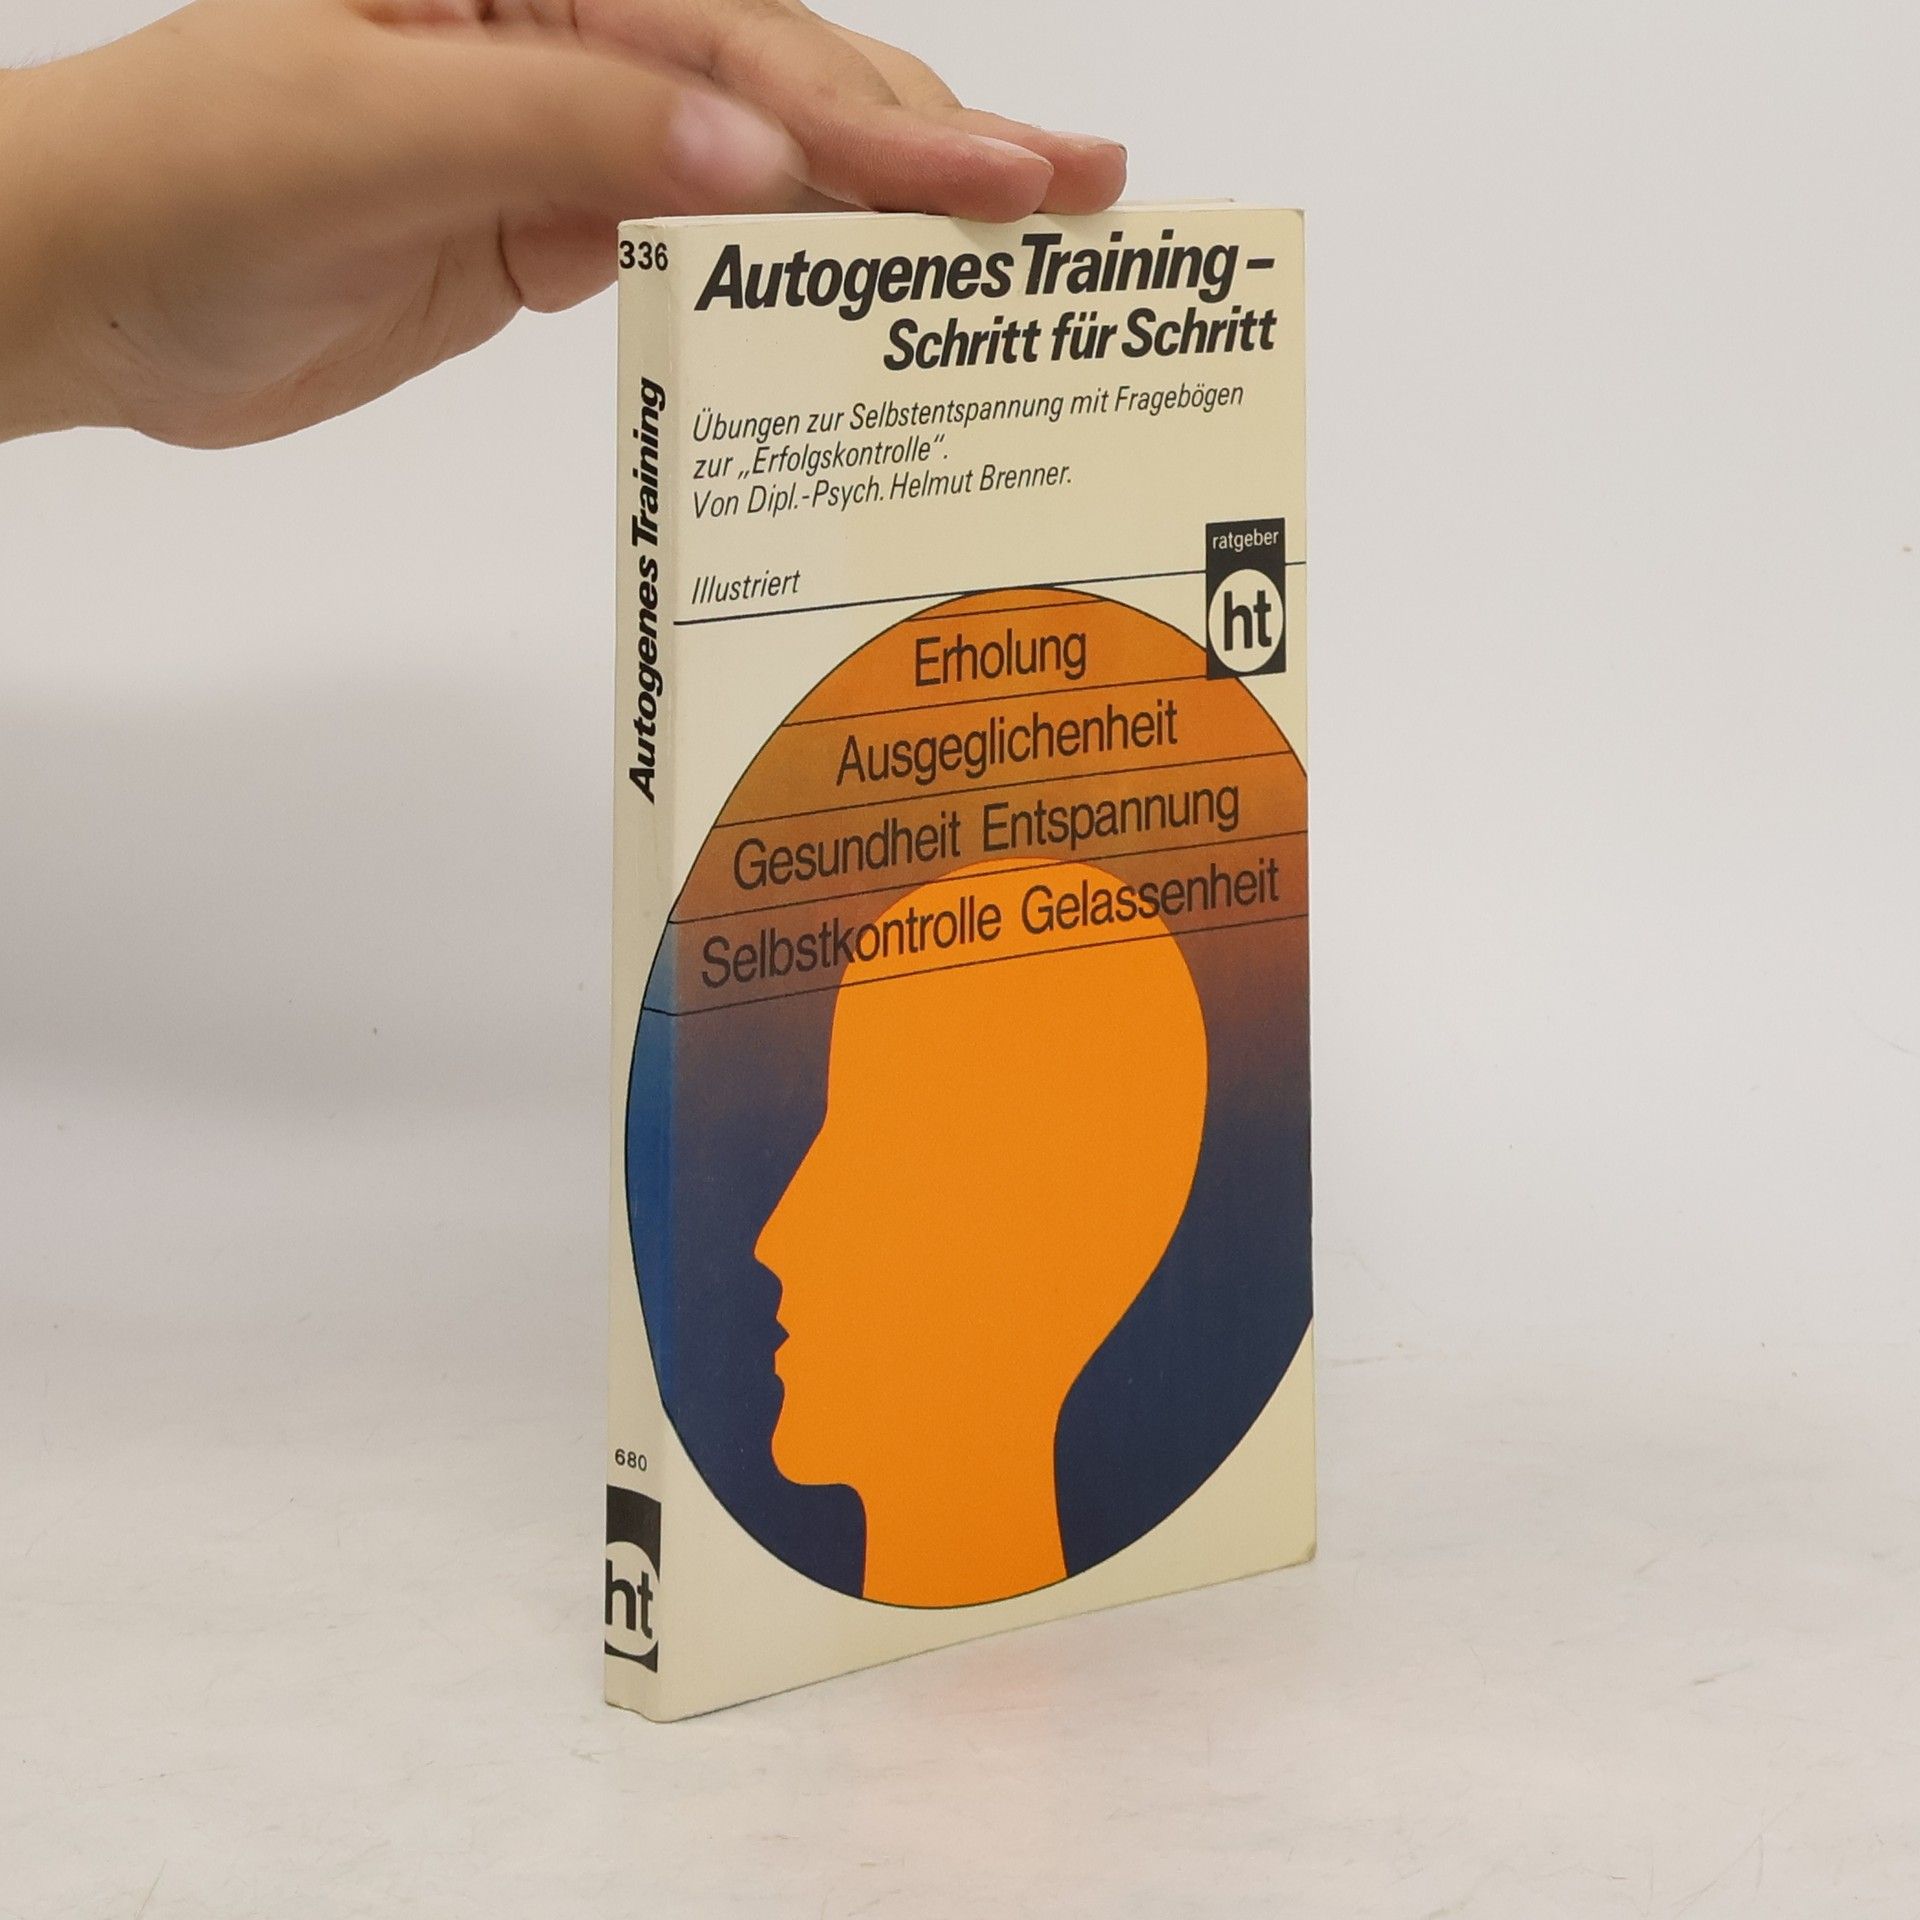 336
Autogenes Training
680
ht
Autogenes Training –
Schritt für Schritt
Übungen zur Selbstentspannung mit Fragebögen
zur „Erfolgskontrolle“.
Von Dipl.-Psych. Helmut Brenner.
Illustriert
ratgeber
ht
Erholung
Ausgeglichenheit
Gesundheit Entspannung
Selbstkontrolle Gelassenheit